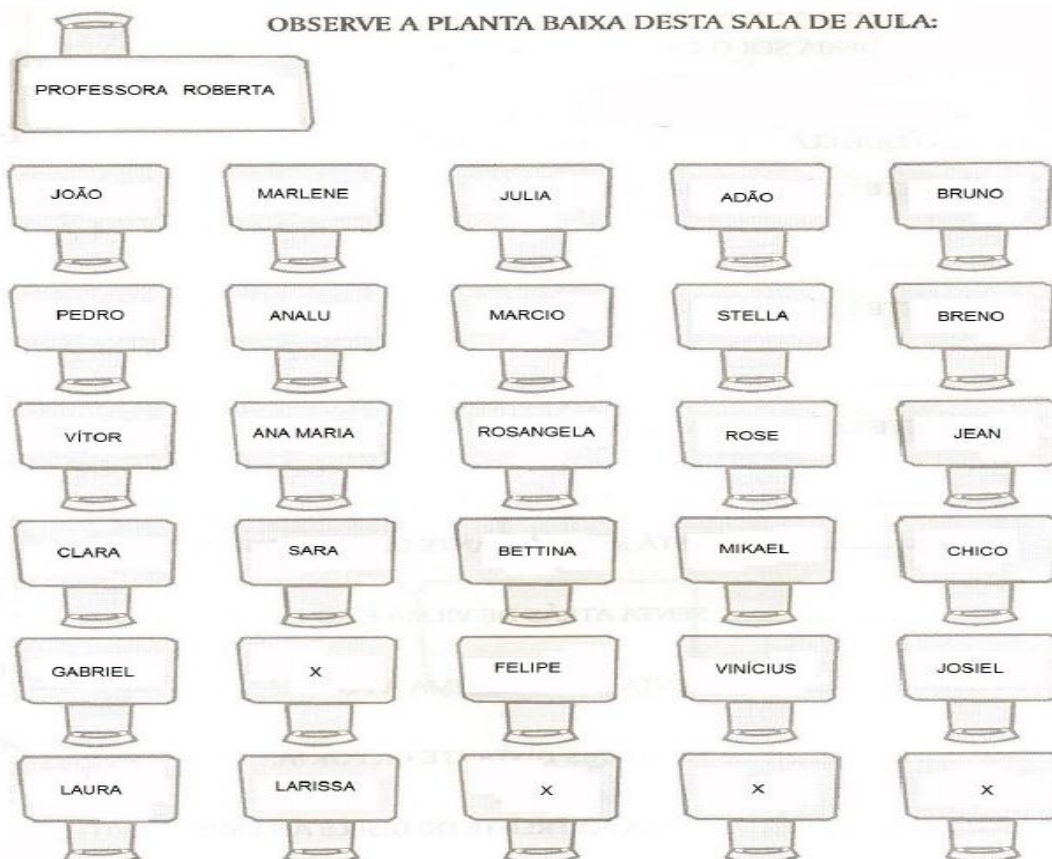 OBSERVE A PLANTA BAIXA DESTA SALA DE AULA:
PROFESSORA ROBERTA
JOÃO MARLENE JULIA ADÃO BRUNO
PEDRO ANALU MARCIO STELLA BRENO
VÍTOR ANA MARIA ROSANGELA ROSE JEAN
CLARA SARA BETTINA MIKAEL CHICO
GABRIEL X FELIPE VINÍCIUS JOSIEL
LAURA LARISSA X X X